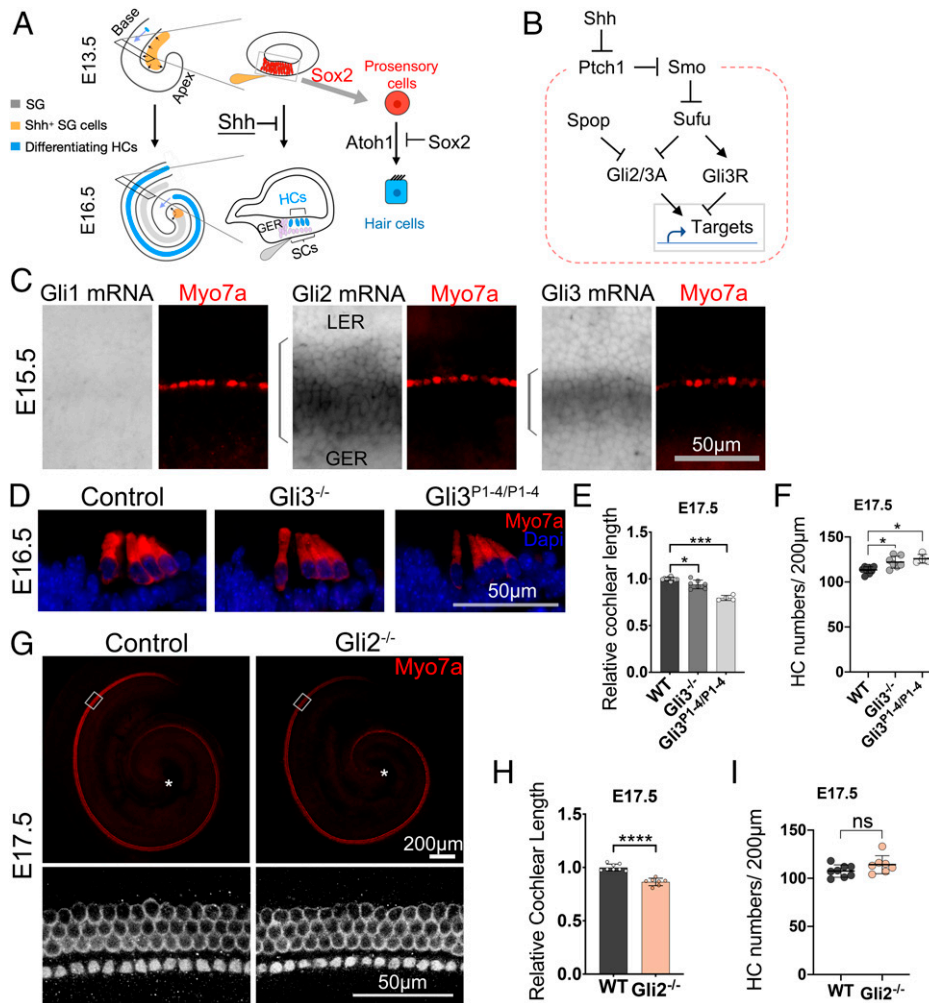 A
Base
E13.5
Apex
Sox2
Prosensory
cells
SG
Shh⁺ SG cells
Differentiating HCs
Shh
Atoh1
Sox2
E16.5
HCs
GER
SCs
Hair cells
B
Shh
Ptch1
Smo
Spop
Sufu
Gli2/3A
Gli3R
Targets
C
Gli1 mRNA
Myo7a
Gli2 mRNA
Myo7a
Gli3 mRNA
Myo7a
E15.5
LER
GER
50μm
D
Control
Gli3⁻/⁻
Gli3ᴾ¹⁻⁴/ᴾ¹⁻⁴
E16.5
Myo7a
Dapi
50μm
E
E17.5
Relative cochlear length
***
*
1.5
1.0
0.5
0.0
WT
Gli3⁻/⁻
Gli3ᴾ¹⁻⁴/ᴾ¹⁻⁴
F
E17.5
HC numbers/ 200μm
*
*
150
100
50
0
WT
Gli3⁻/⁻
Gli3ᴾ¹⁻⁴/ᴾ¹⁻⁴
G
Control
Gli2⁻/⁻
Myo7a
E17.5
*
*
200μm
50μm
H
E17.5
Relative Cochlear Length
****
1.5
1.0
0.5
0.0
WT
Gli2⁻/⁻
I
E17.5
HC numbers/ 200μm
ns
150
100
50
0
WT
Gli2⁻/⁻